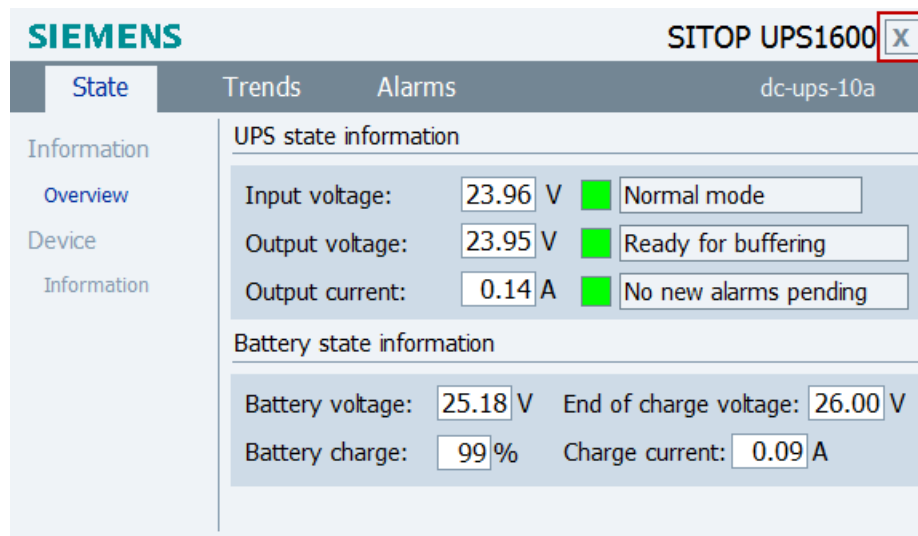 SIEMENS SITOP UPS1600 X
State Trends Alarms dc-ups-10a
Information
Overview
Device
Information
UPS state information
Input voltage: 23.96 V Normal mode
Output voltage: 23.95 V Ready for buffering
Output current: 0.14 A No new alarms pending
Battery state information
Battery voltage: 25.18 V End of charge voltage: 26.00 V
Battery charge: 99 % Charge current: 0.09 A